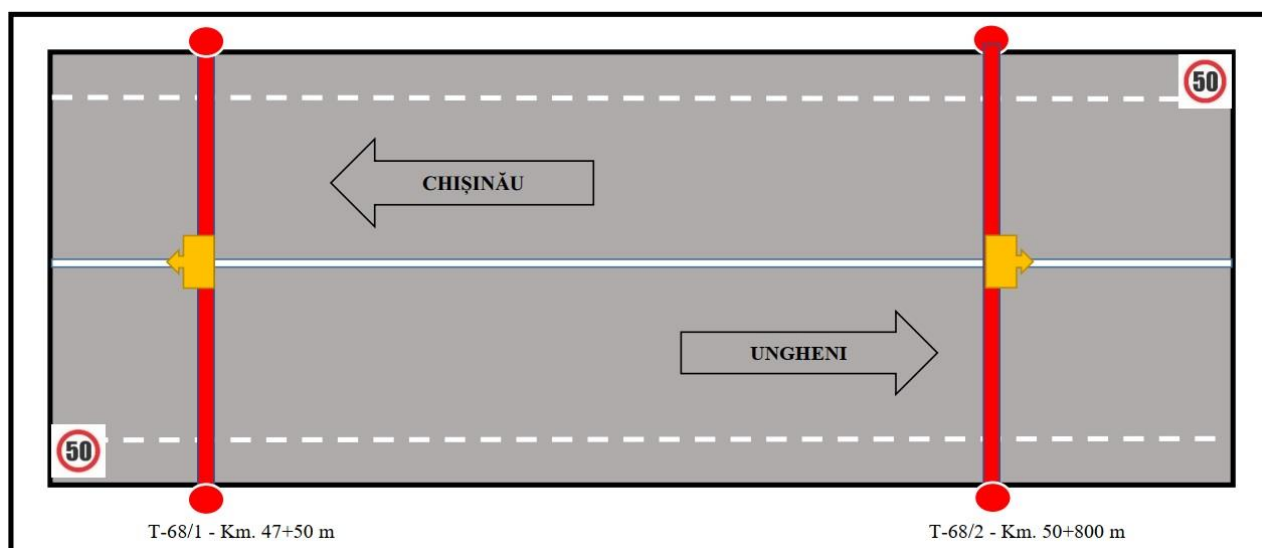 50
CHIȘINĂU
UNGHENI
50
T-68/1 - Km. 47+50 m
T-68/2 - Km. 50+800 m